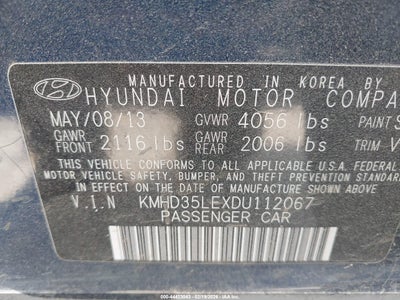 MANUFACTURED IN KOREA BY
HYUNDAI MOTOR COMPA
MAY/08/13 GVWR 4056 lbs PAINT S
GAWR FRONT 2116 lbs GAWR REAR 2006 lbs TRIM V
THIS VEHICLE CONFORMS TO ALL APPLICABLE U.S.A. FEDERAL
MOTOR VEHICLE SAFETY, BUMPER, AND THEFT PREVENTION
STANDARDS IN EFFECT ON THE DATE OF MANUFACTURE SHOWN ABOVE.
V.I.N KMHD35LEXDU112067
PASSENGER CAR